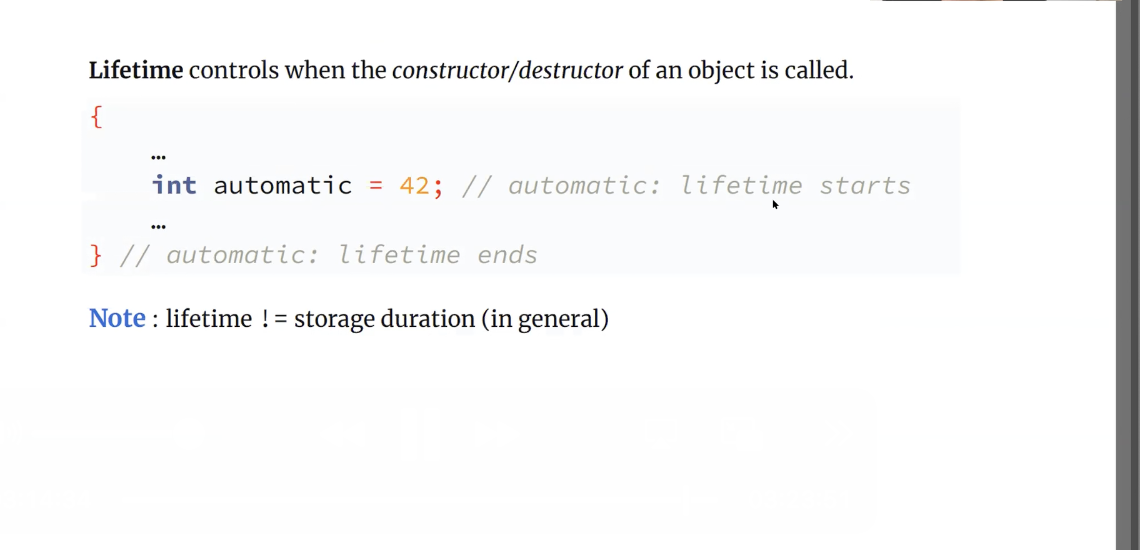 Lifetime controls when the constructor/destructor of an object is called.
{
…
int automatic = 42; // automatic: lifetime starts
…
} // automatic: lifetime ends
Note : lifetime != storage duration (in general)